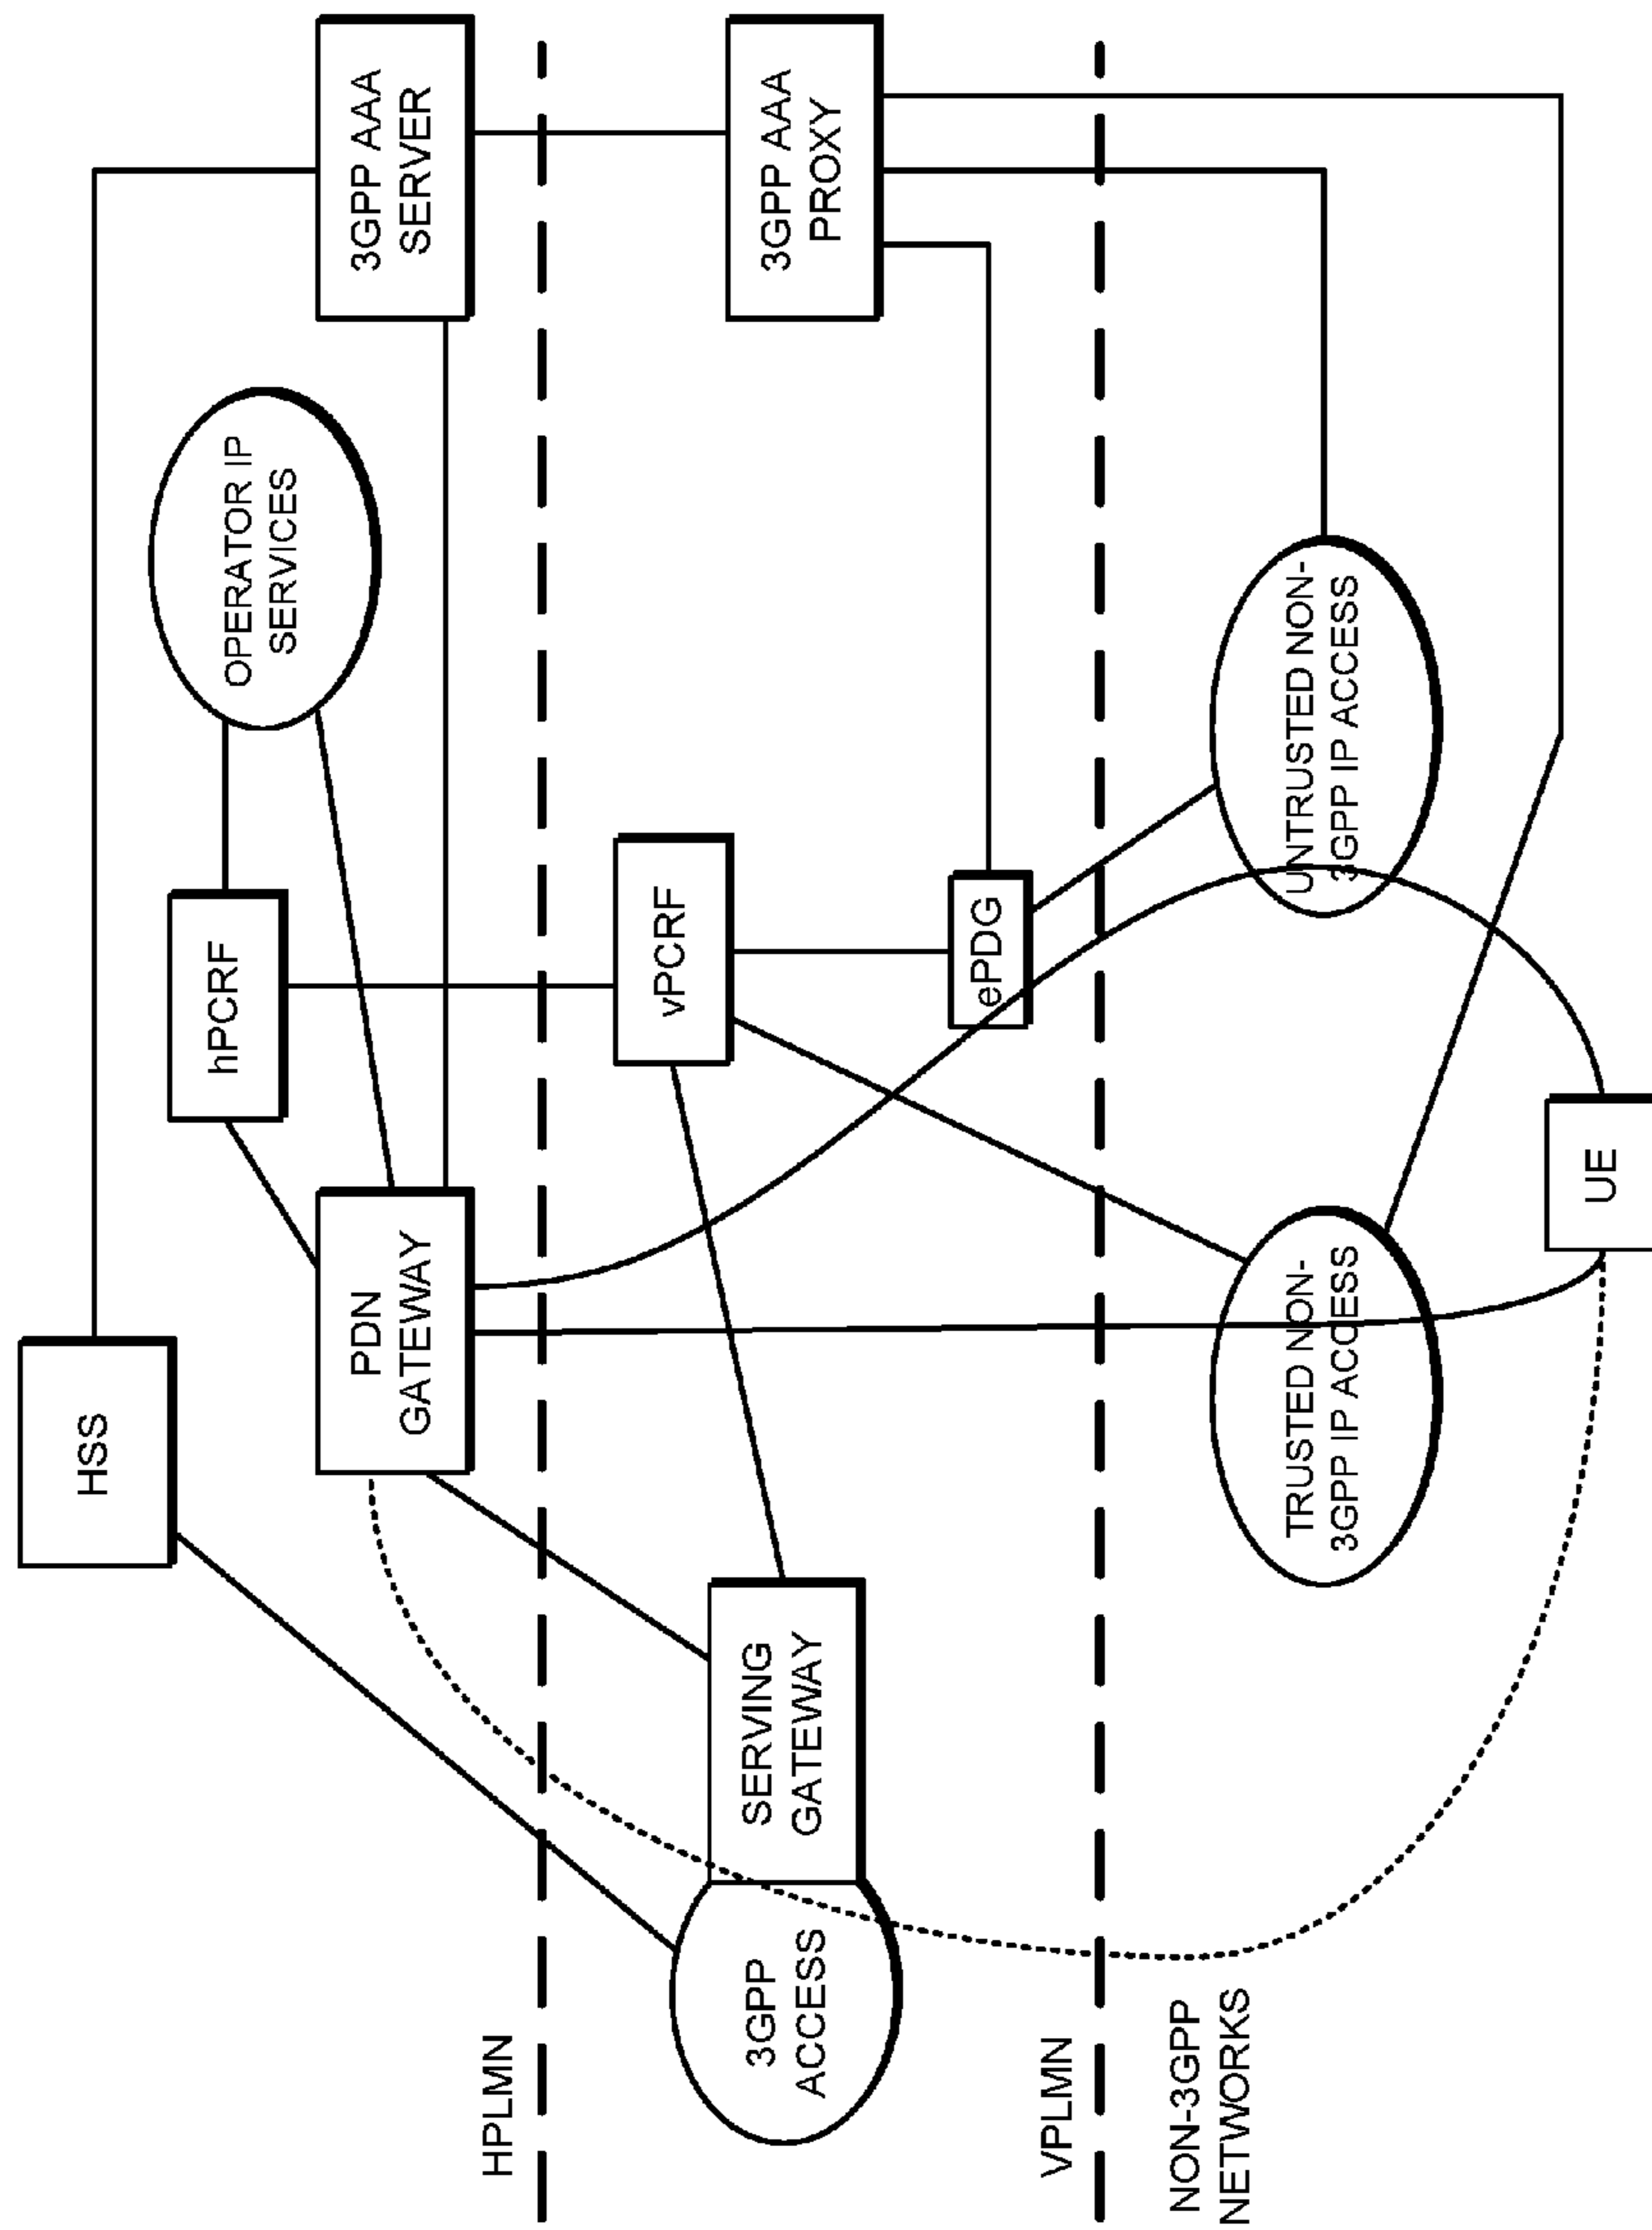 HSS
hPCRF
OPERATOR IP
SERVICES
PDN
GATEWAY
3GPP AAA
SERVER
HPLMN
vPCRF
3GPP
ACCESS
SERVING
GATEWAY
3GPP AAA
PROXY
ePDG
VPLMN
NON-3GPP
NETWORKS
TRUSTED NON-
3GPP IP ACCESS
UNTRUSTED NON-
3GPP IP ACCESS
UE